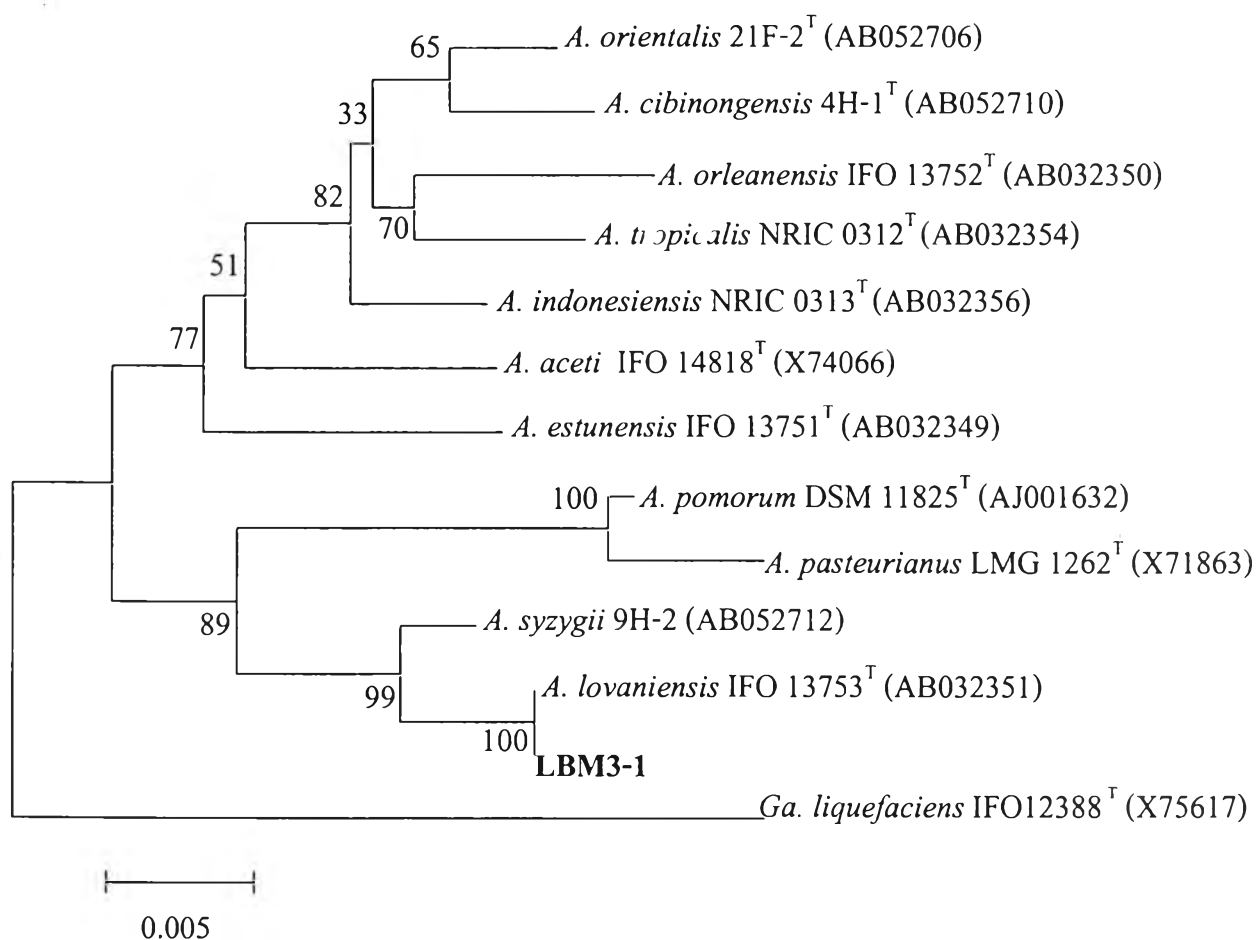 65
A. orientalis 21F-2T (AB052706)
A. cibinongensis 4H-1T (AB052710)
33
A. orleanensis IFO 13752T (AB032350)
82
70
A. tropicalis NRIC 0312T (AB032354)
51
A. indonesiensis NRIC 0313T (AB032356)
77
A. aceti IFO 14818T (X74066)
A. estunensis IFO 13751T (AB032349)
100
A. pomorum DSM 11825T (AJ001632)
A. pasteurianus LMG 1262T (X71863)
89
A. syzygii 9H-2 (AB052712)
99
A. lovaniensis IFO 13753T (AB032351)
100
LBM3-1
Ga. liquefaciens IFO12388T (X75617)
0.005